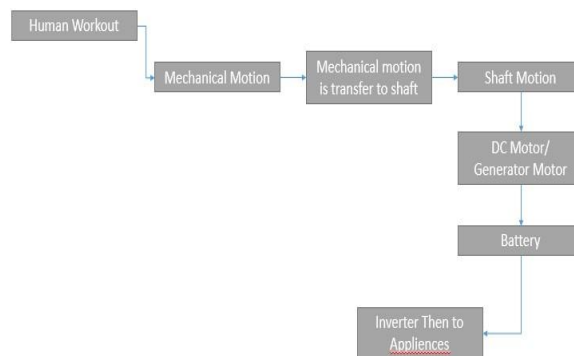 Human Workout
Mechanical Motion
Mechanical motion
is transfer to shaft
Shaft Motion
DC Motor/
Generator Motor
Battery
Inverter Then to
Appliences